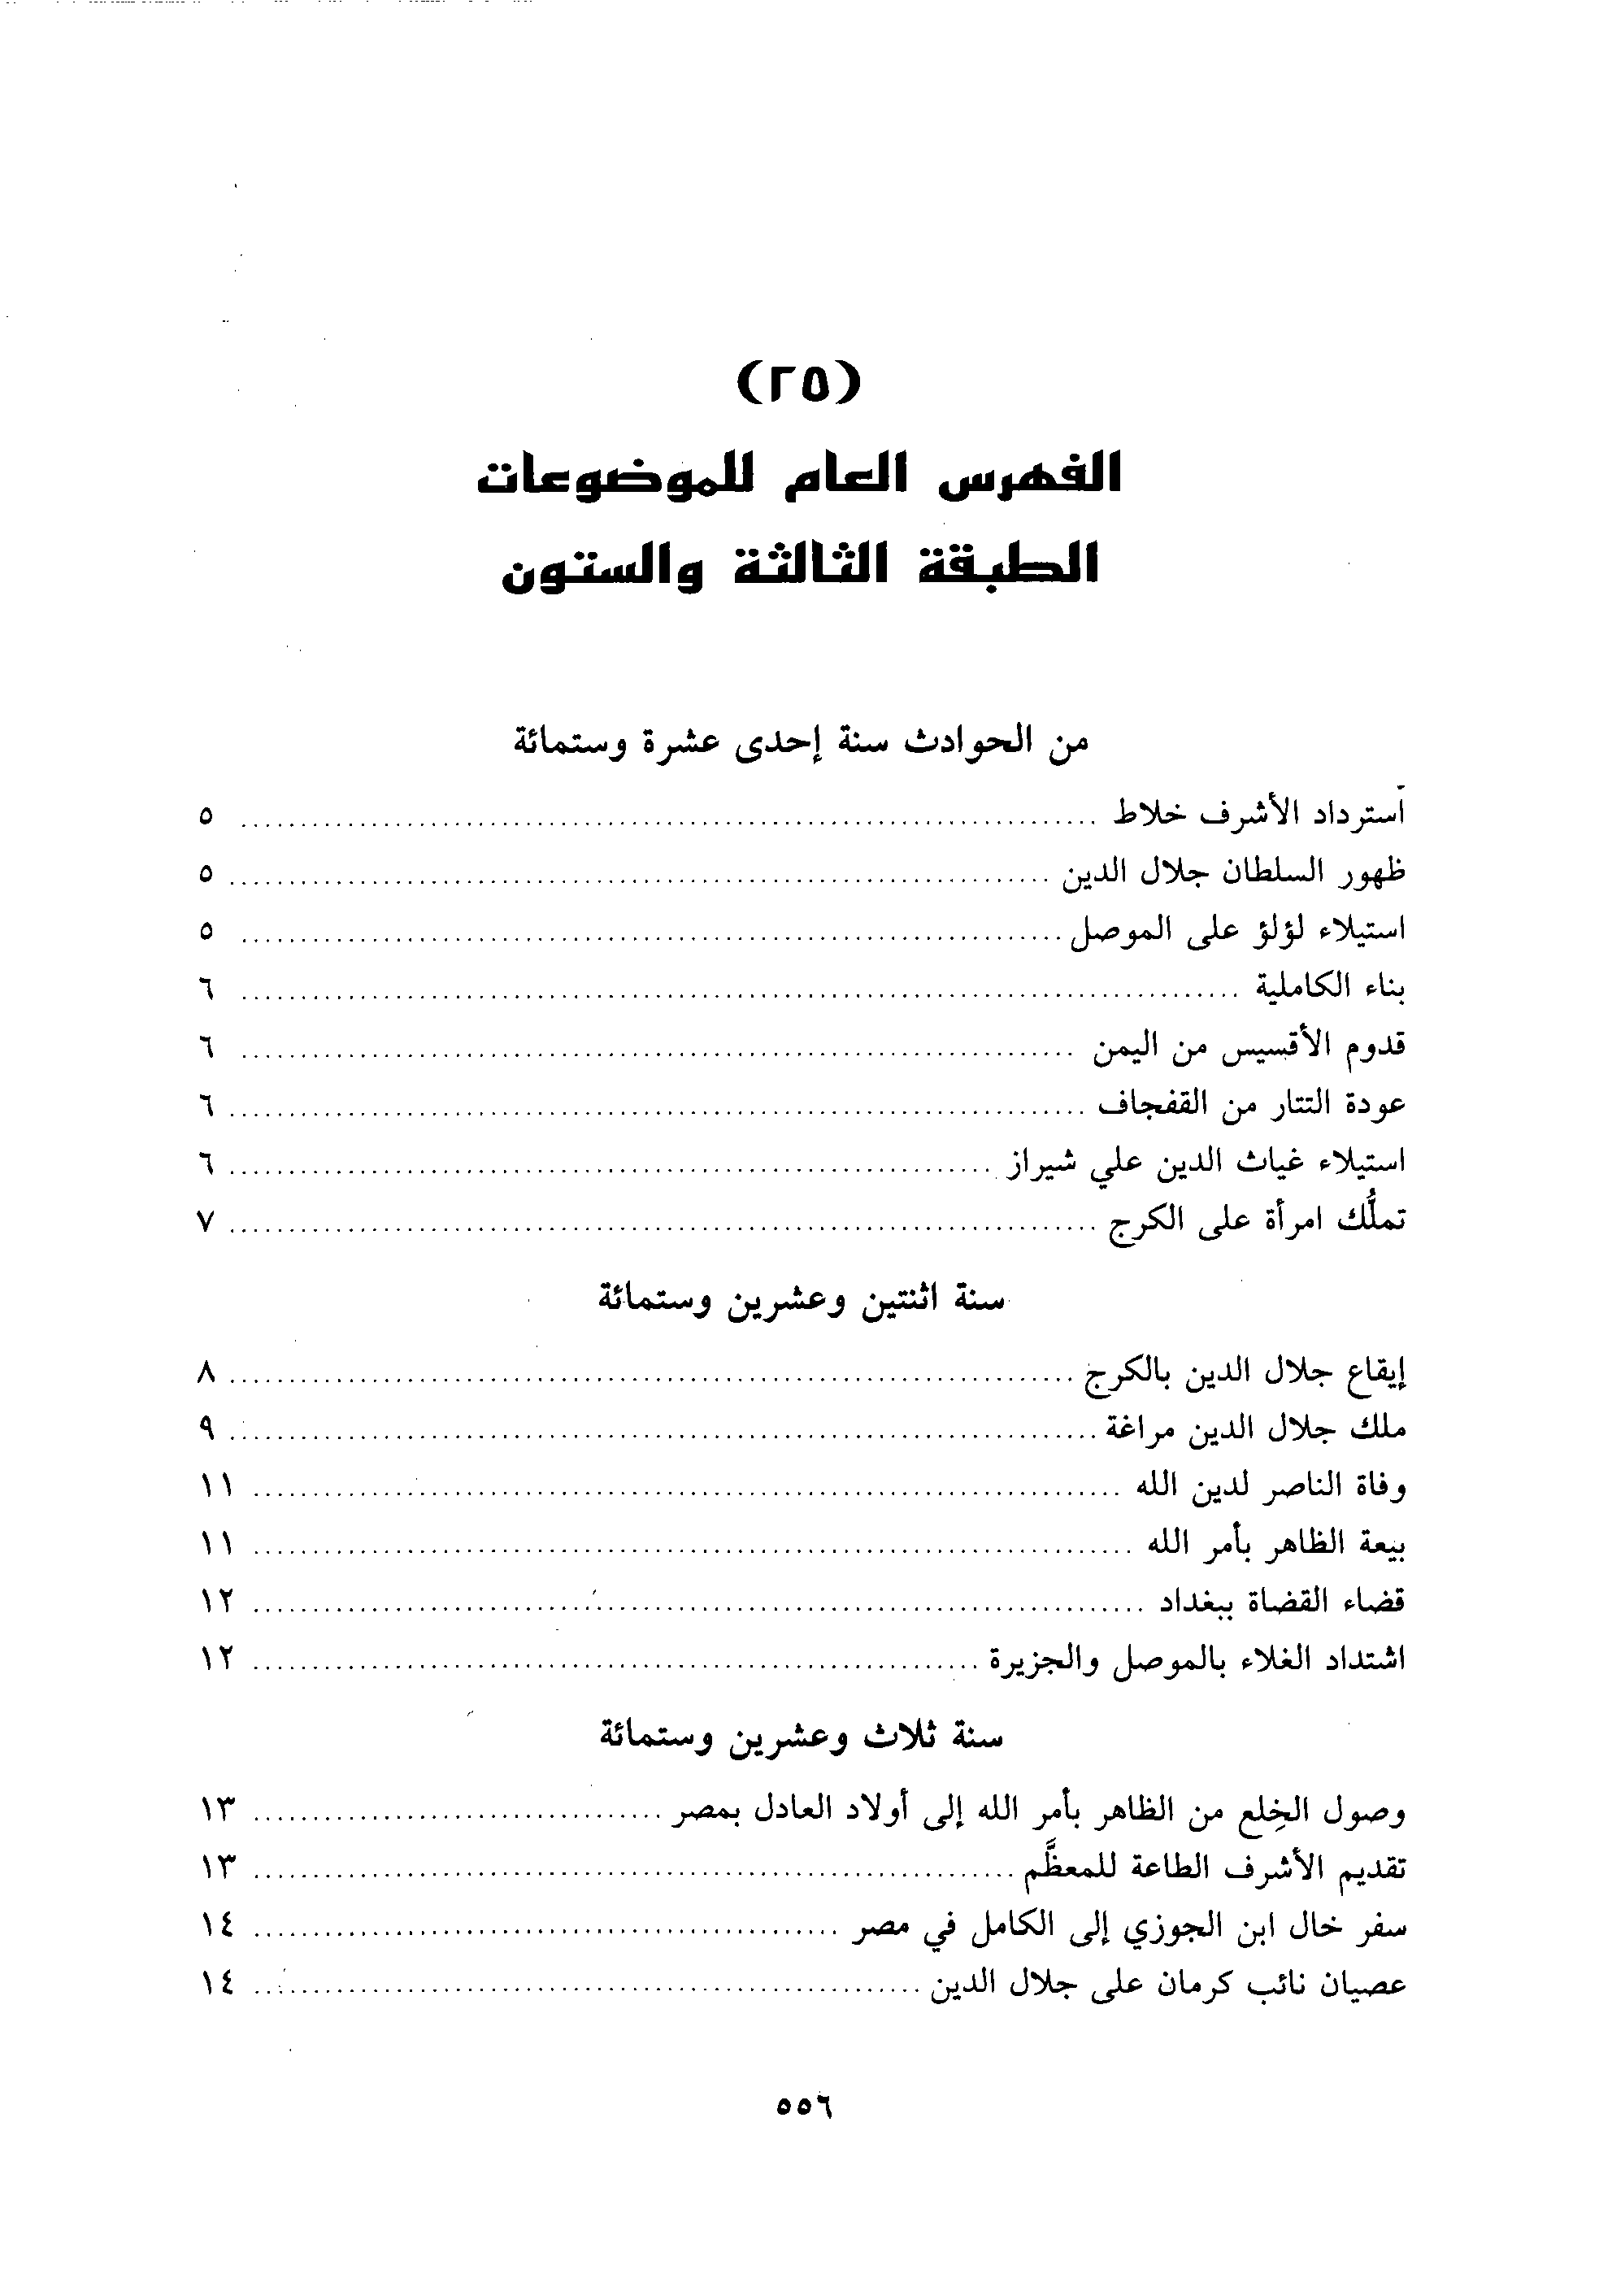 (٢٥)
الفهرس العام للموضوعات
الطبقة الثالثة والستون
من الحوادث سنة إحدى عشرة وستمائة
استرداد الأشرف خلاط ........ ٥
ظهور السلطان جلال الدين ........ ٥
استيلاء لؤلؤ على الموصل ........ ٥
بناء الكاملية ........ ٦
قدوم الأقسيس من اليمن ........ ٦
عودة التتار من القفجاف ........ ٦
استيلاء غياث الدين علي شيراز ........ ٦
تملُّك امرأة على الكرج ........ ٧
سنة اثنتين وعشرين وستمائة
إيقاع جلال الدين بالكرج ........ ٨
ملك جلال الدين مراغة ........ ٩
وفاة الناصر لدين الله ........ ١١
بيعة الظاهر بأمر الله ........ ١١
قضاء القضاة ببغداد ........ ١٢
اشتداد الغلاء بالموصل والجزيرة ........ ١٢
سنة ثلاث وعشرين وستمائة
وصول الخِلع من الظاهر بأمر الله إلى أولاد العادل بمصر ........ ١٣
تقديم الأشرف الطاعة للمعظَّم ........ ١٣
سفر خال ابن الجوزي إلى الكامل في مصر ........ ١٤
عصيان نائب كرمان على جلال الدين ........ ١٤
٥٥٦